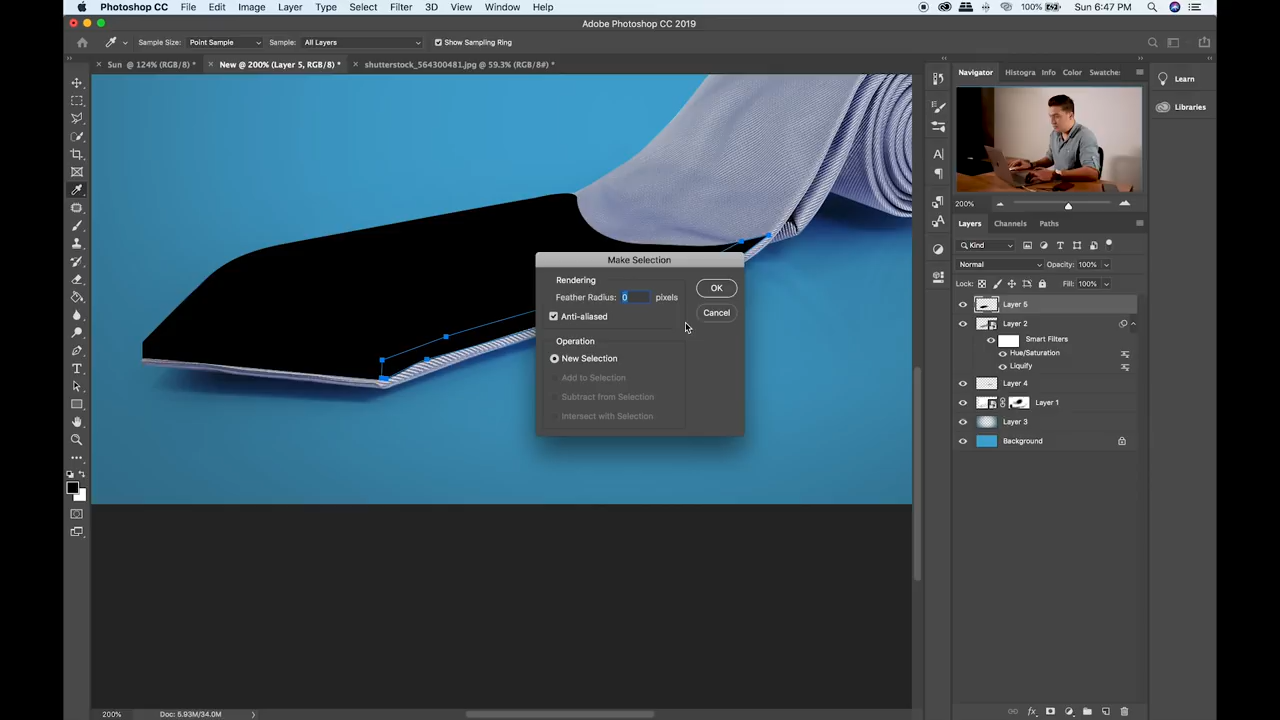 Photoshop CC File Edit Image Layer Type Select Filter 3D View Window Help 100% Sun 6:47 PM
Adobe Photoshop CC 2019
Sample Size: Point Sample Sample: All Layers Show Sampling Ring
Sun @ 124% (RGB/8) * New @ 200% (Layer 5, RGB/8) * shutterstock_564300481.jpg @ 59.3% (RGB/8#) *
Navigator Histogra Info Color Swatche:
Learn
Libraries
200%
Layers Channels Paths
Kind
Normal Opacity: 100%
Lock: Fill: 100%
Layer 5
Layer 2
Smart Filters
Hue/Saturation
Liquify
Layer 4
Layer 1
Layer 3
Background
Make Selection
Rendering
Feather Radius: 0 pixels
Anti-aliased
OK
Cancel
Operation
New Selection
Add to Selection
Subtract from Selection
Intersect with Selection
200% Doc: 5.93M/34.0M